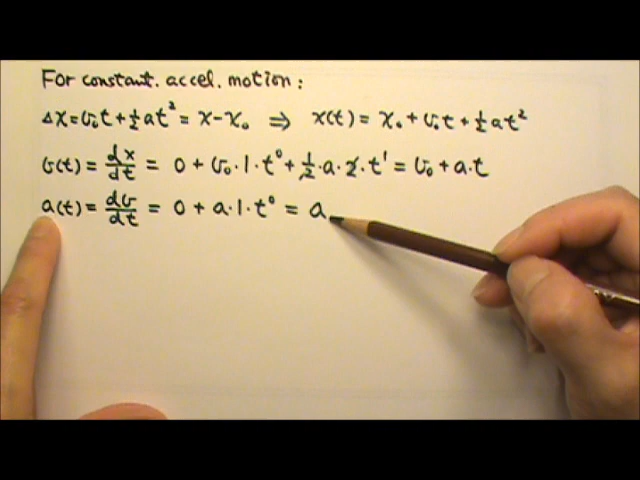 For constant. accel. motion:
Δx = v₀t + ½at² = x - x₀ ⇒ x(t) = x₀ + v₀t + ½at²
v(t) = dx/dt = 0 + v₀·1·t⁰ + ½·a·2·t¹ = v₀ + a·t
a(t) = dv/dt = 0 + a·1·t⁰ = a